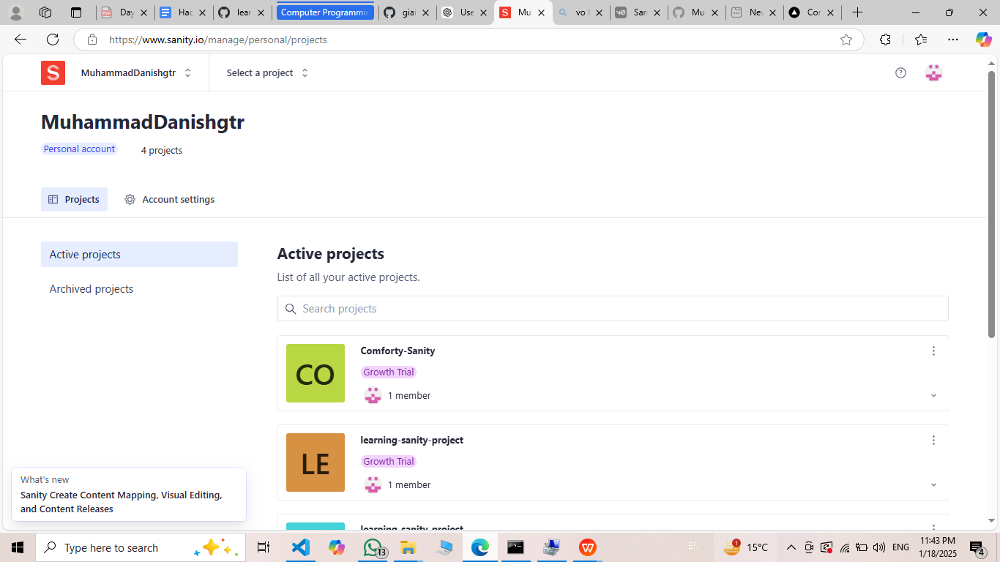 Day
Hac
lear
Computer Programmin
giai
Use
Mu
vo l
San
Mu
Nev
Cor
https://www.sanity.io/manage/personal/projects
S
MuhammadDanishgtr
Select a project
MuhammadDanishgtr
Personal account
4 projects
Projects
Account settings
Active projects
Archived projects
Active projects
List of all your active projects.
Search projects
CO
Comforty-Sanity
Growth Trial
1 member
LE
learning-sanity-project
Growth Trial
1 member
learning-sanity-project
What's new
Sanity Create Content Mapping, Visual Editing,
and Content Releases
Type here to search
13
EN
1
15°C
ENG
11:43 PM
1/18/2025
4